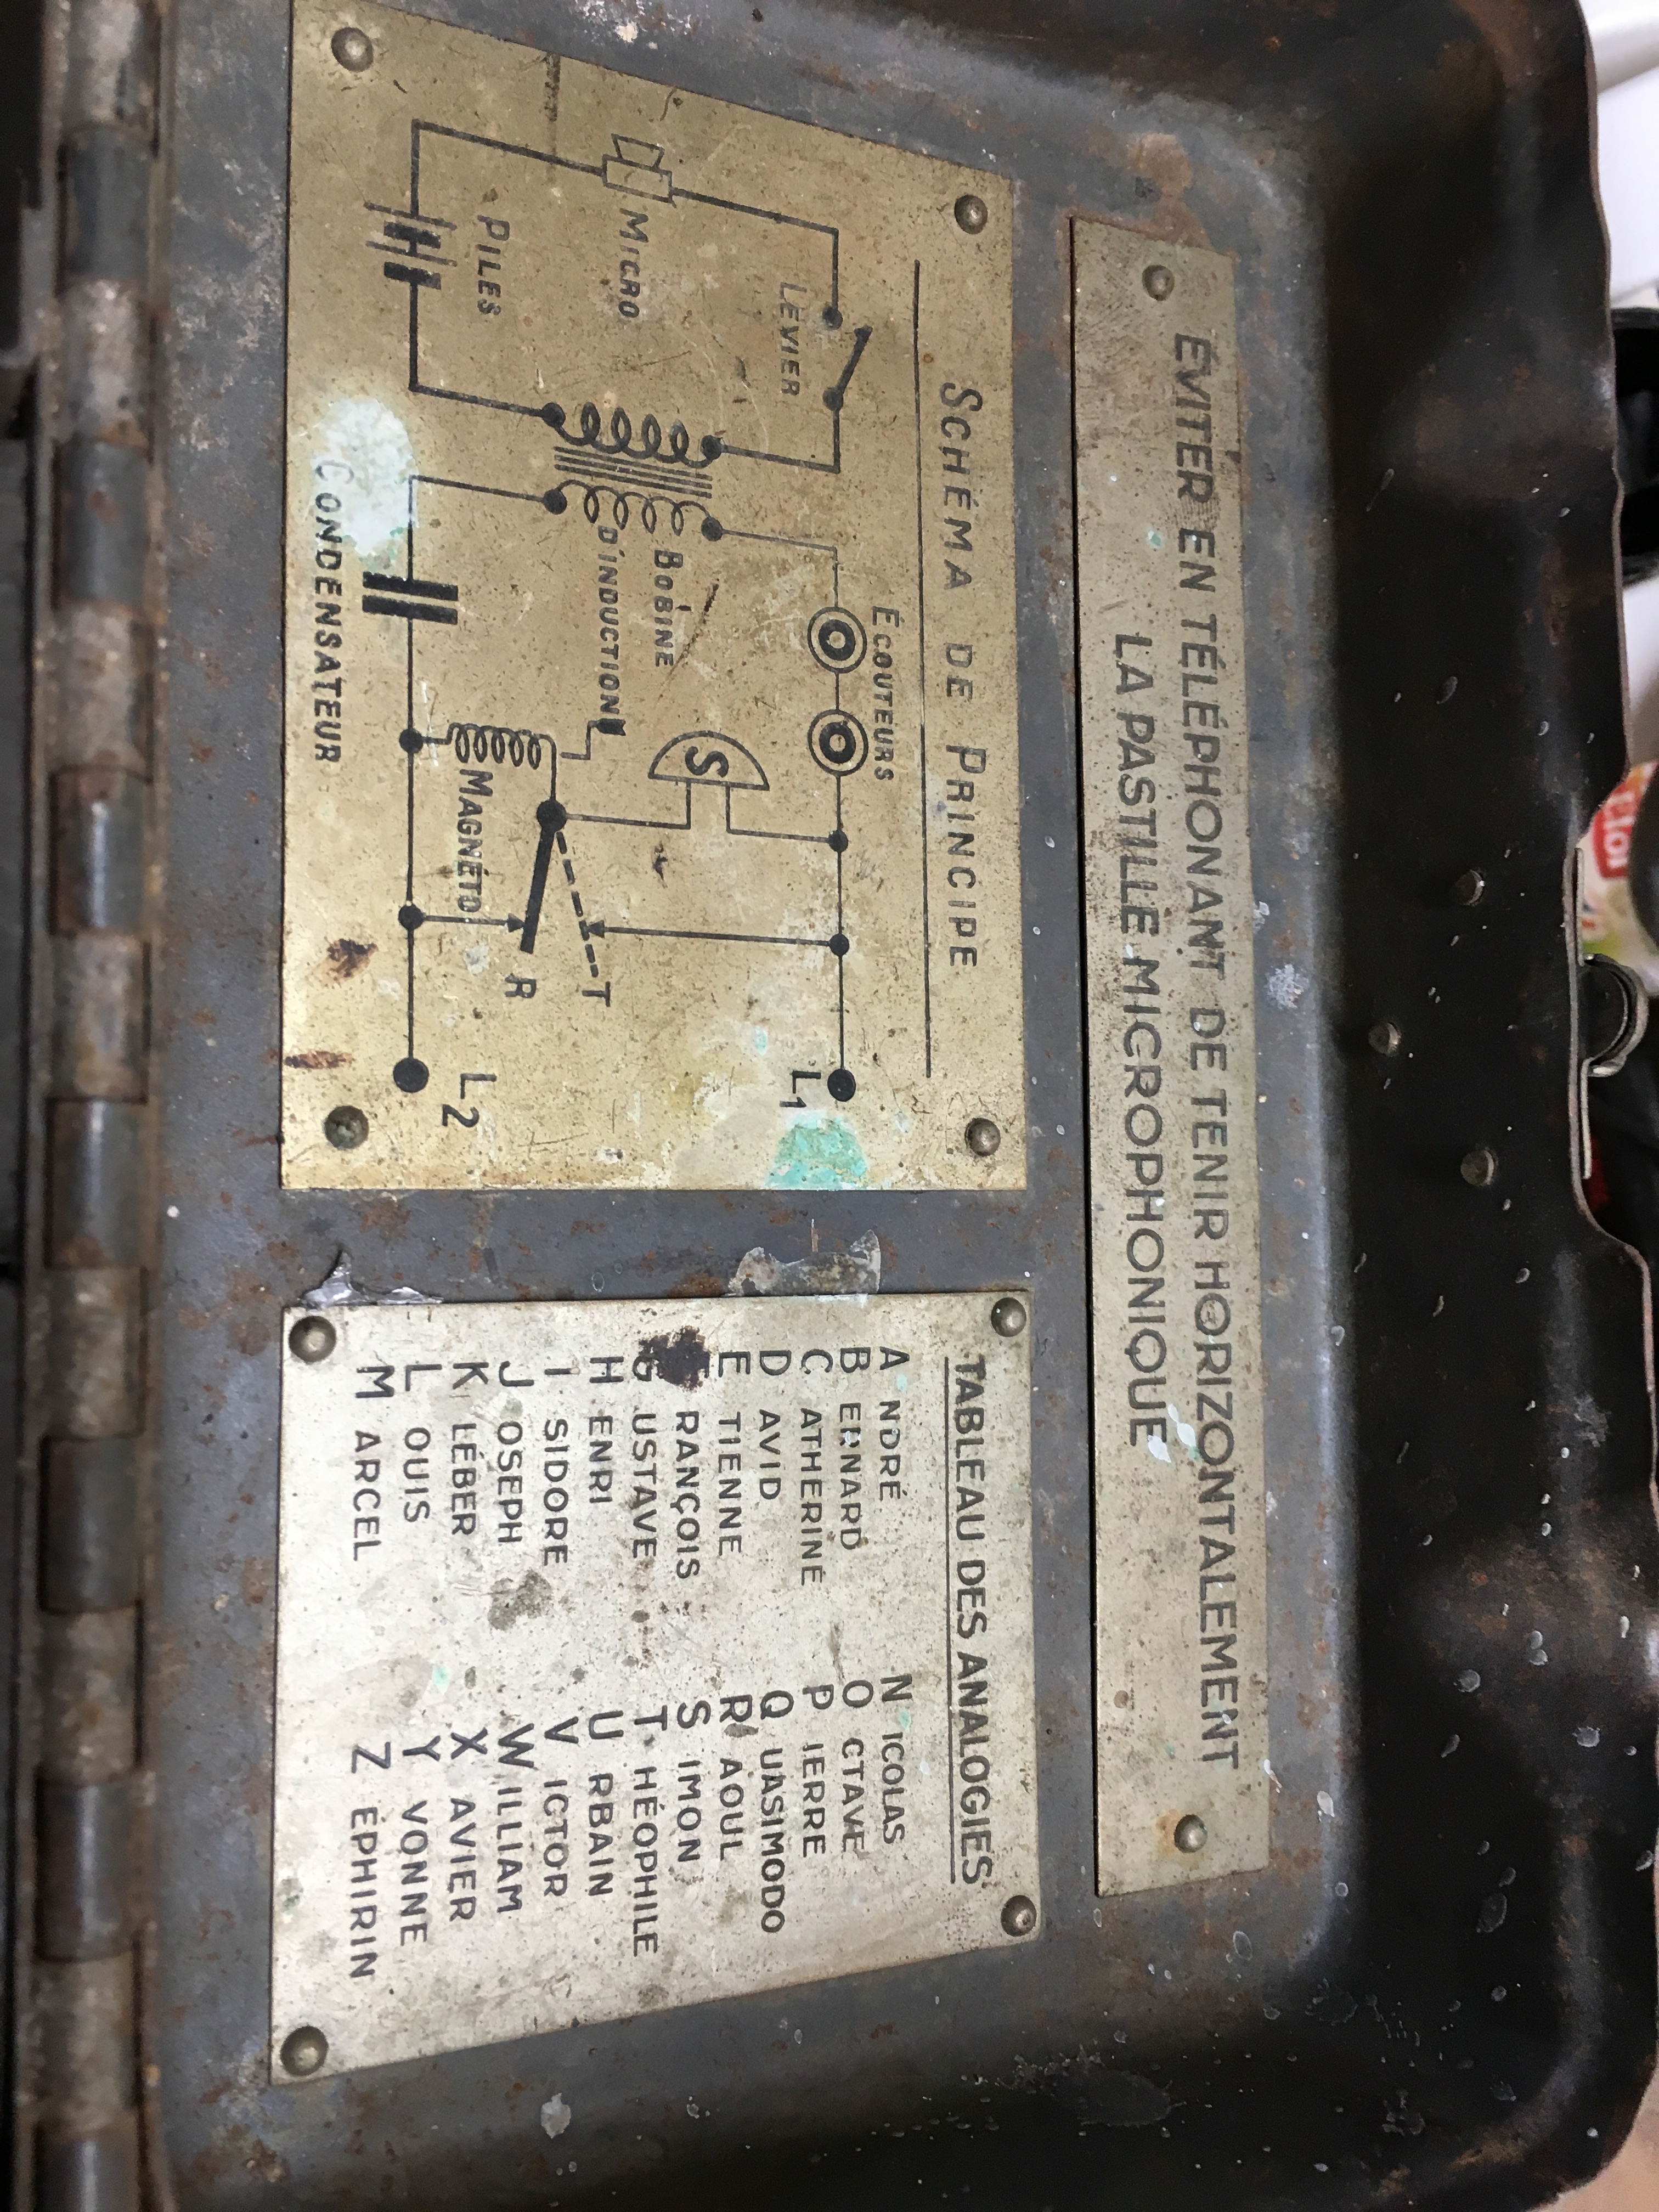 ÉVITER EN TÉLÉPHONANT DE TENIR HORIZONTALEMENT
LA PASTILLE MICROPHONIQUE
SCHÉMA DE PRINCIPE
ÉCOUTEURS
LEVIER
L1
MICRO
BOBINE
D'INDUCTION
S
T
R
PILES
MAGNÉTO
L2
CONDENSATEUR
TABLEAU DES ANALOGIES
A NDRÉ
B ERNARD
C ATHERINE
D AVID
E TIENNE
F RANÇOIS
G USTAVE
H ENRI
I SIDORE
J OSEPH
K LÉBER
L OUIS
M ARCEL
N ICOLAS
O CTAVE
P IERRE
Q UASIMODO
R AOUL
S IMON
T HÉOPHILE
U RBAIN
V ICTOR
W ILLIAM
X AVIER
Y VONNE
Z ÉPHIRIN